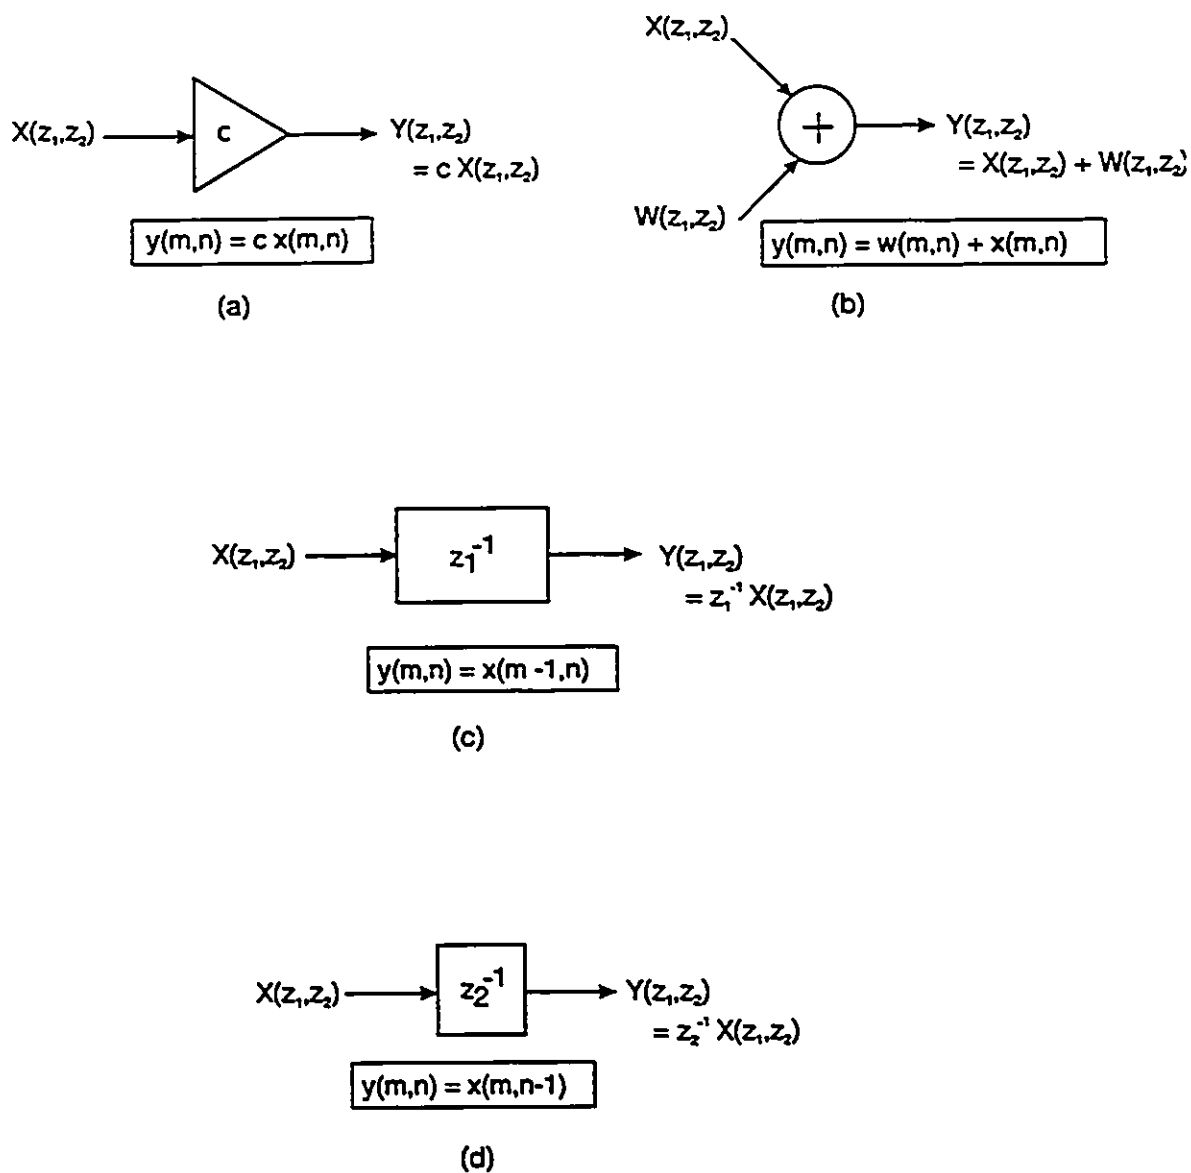 X(z₁,z₂)
c
Y(z₁,z₂)
= c X(z₁,z₂)
y(m,n) = c x(m,n)
(a)
X(z₁,z₂)
+
W(z₁,z₂)
Y(z₁,z₂)
= X(z₁,z₂) + W(z₁,z₂)
y(m,n) = w(m,n) + x(m,n)
(b)
X(z₁,z₂)
z₁⁻¹
Y(z₁,z₂)
= z₁⁻¹ X(z₁,z₂)
y(m,n) = x(m -1,n)
(c)
X(z₁,z₂)
z₂⁻¹
Y(z₁,z₂)
= z₂⁻¹ X(z₁,z₂)
y(m,n) = x(m,n-1)
(d)